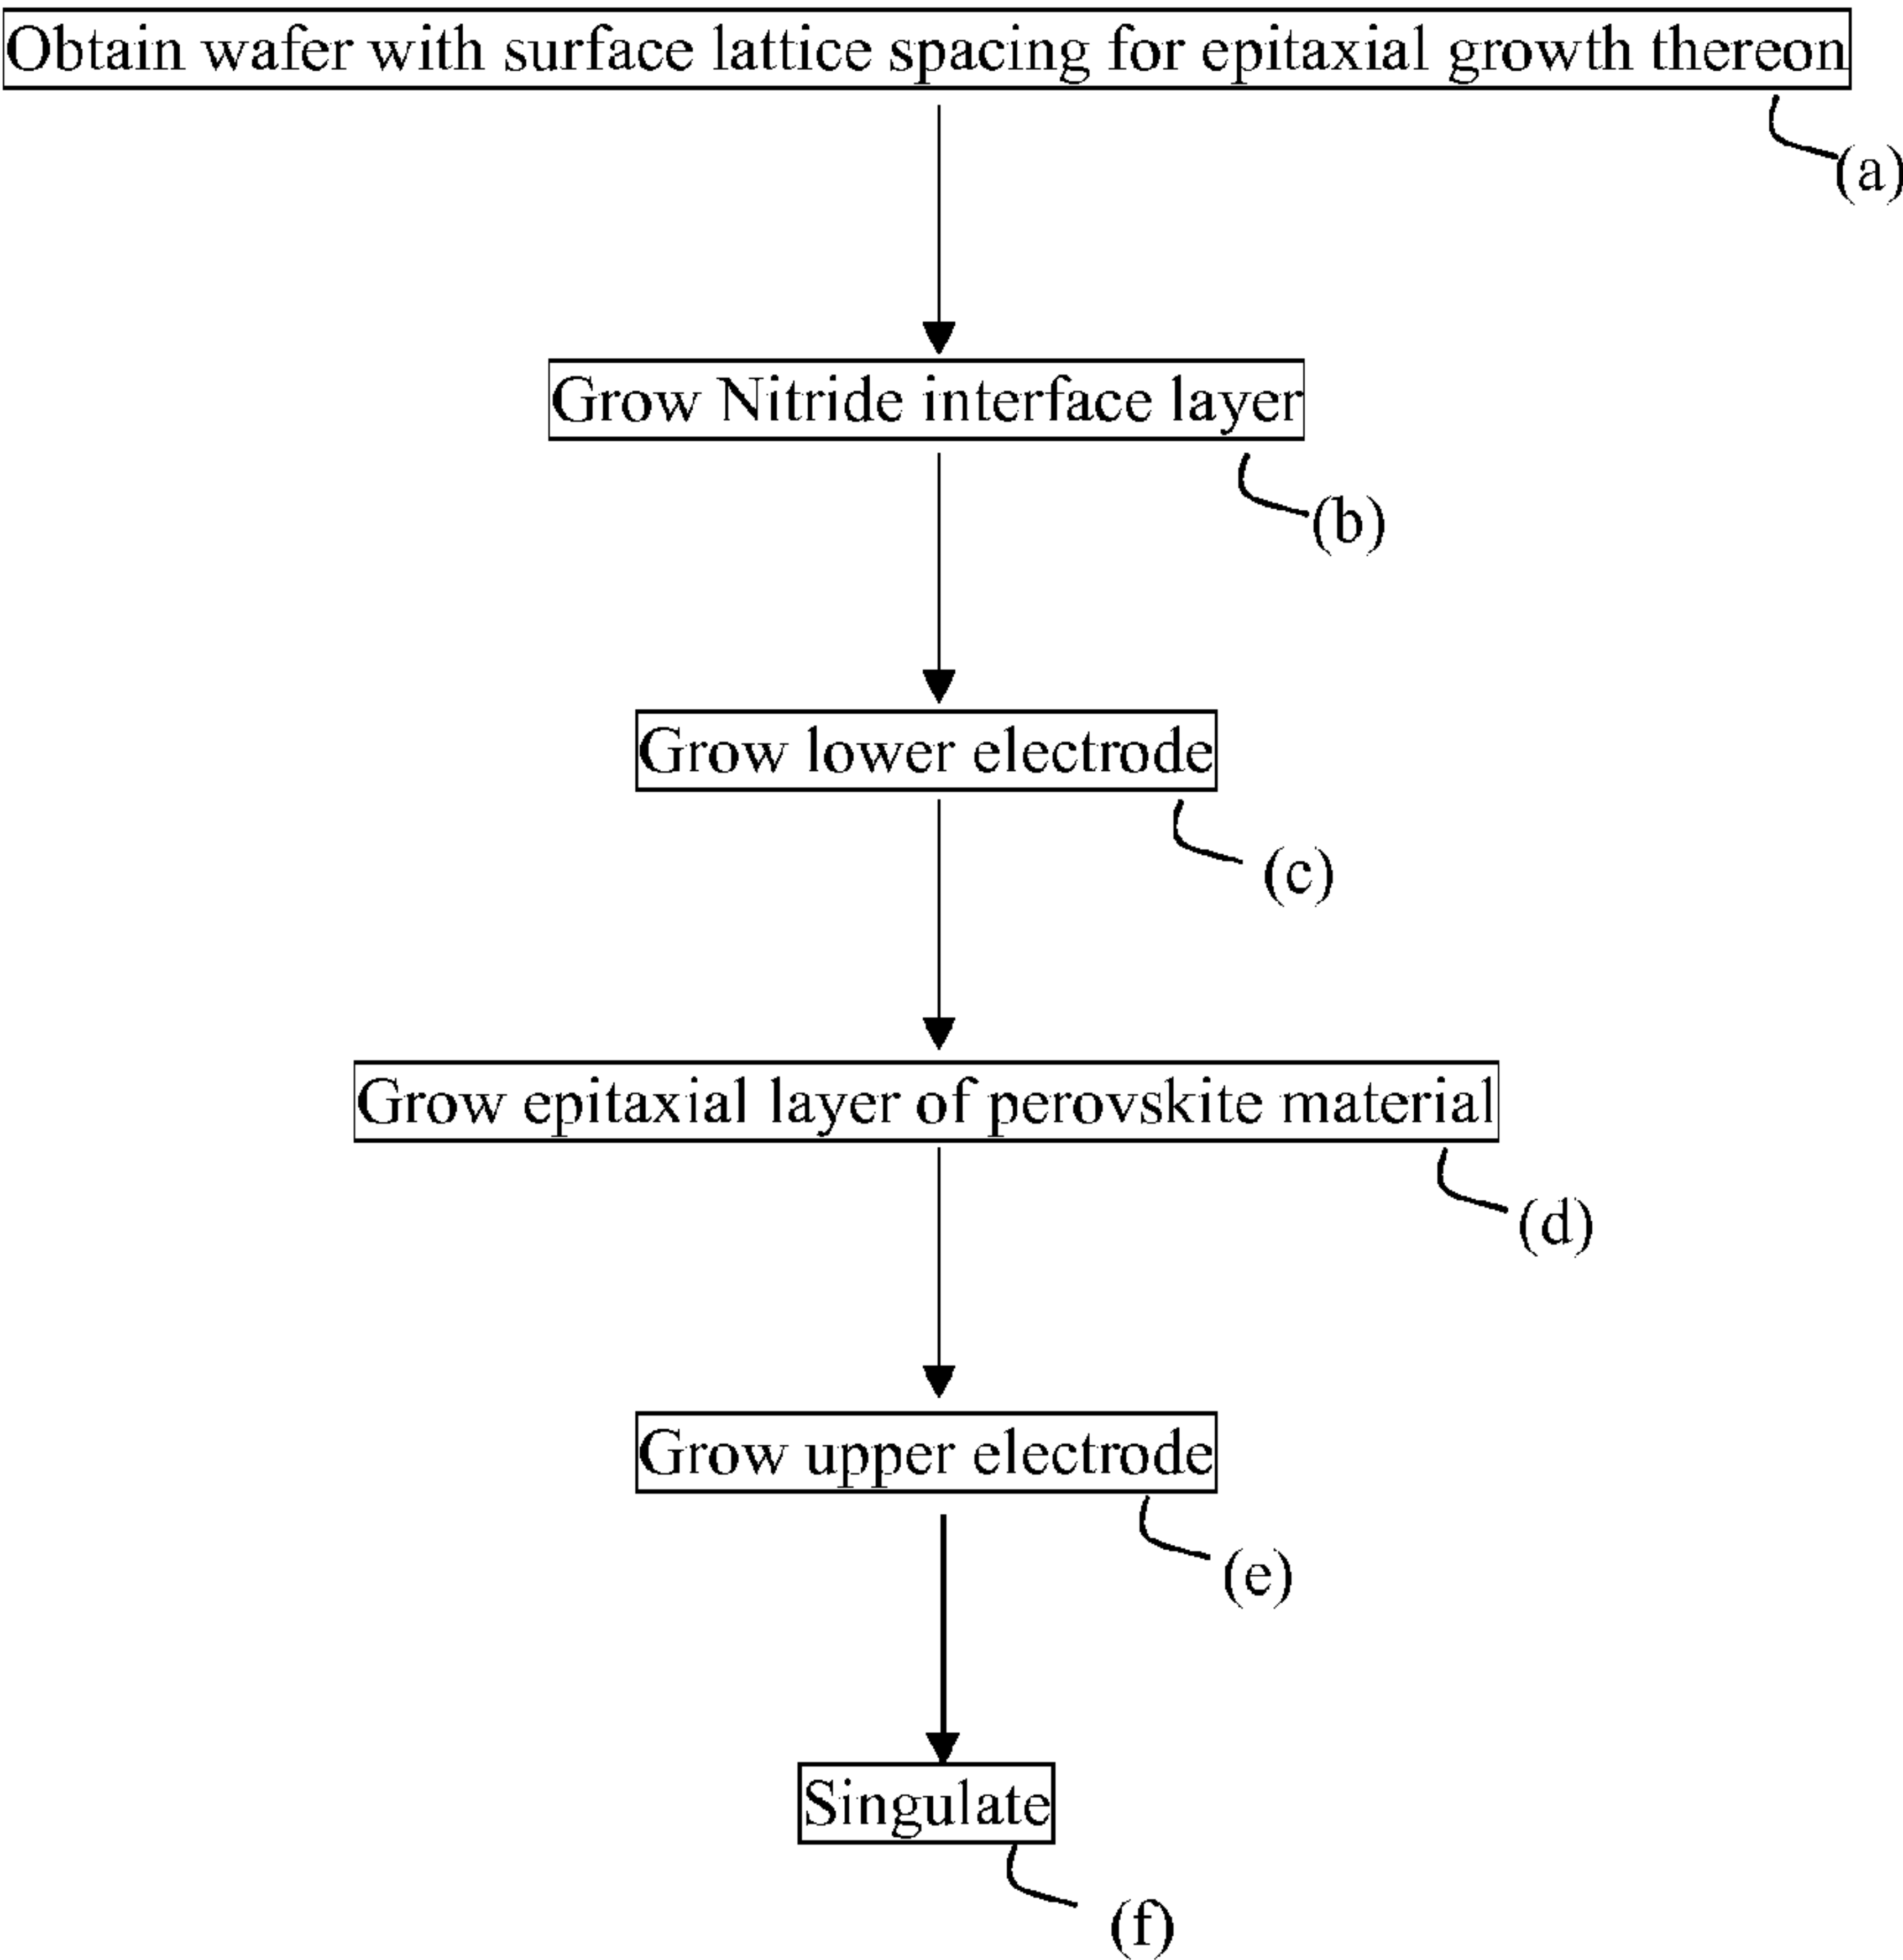 Obtain wafer with surface lattice spacing for epitaxial growth thereon
(a)
Grow Nitride interface layer
(b)
Grow lower electrode
(c)
Grow epitaxial layer of perovskite material
(d)
Grow upper electrode
(e)
Singulate
(f)